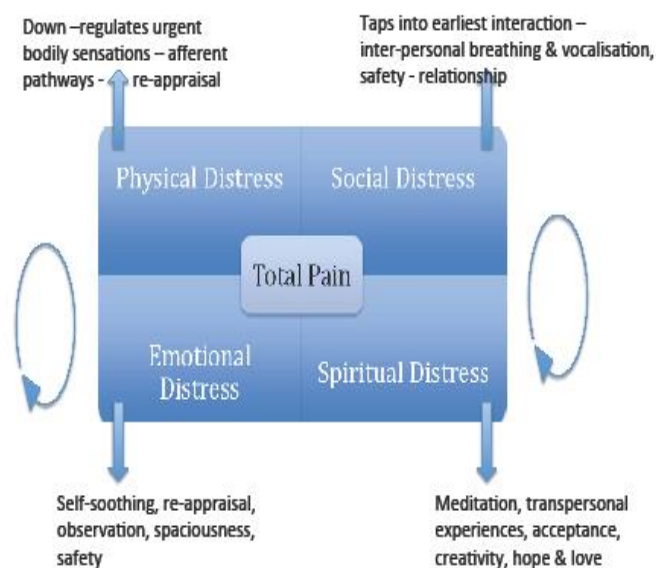 Down –regulates urgent
bodily sensations – afferent
pathways - re-appraisal
Taps into earliest interaction –
inter-personal breathing & vocalisation,
safety - relationship
Physical Distress
Social Distress
Total Pain
Emotional
Distress
Spiritual Distress
Self-soothing, re-appraisal,
observation, spaciousness,
safety
Meditation, transpersonal
experiences, acceptance,
creativity, hope & love